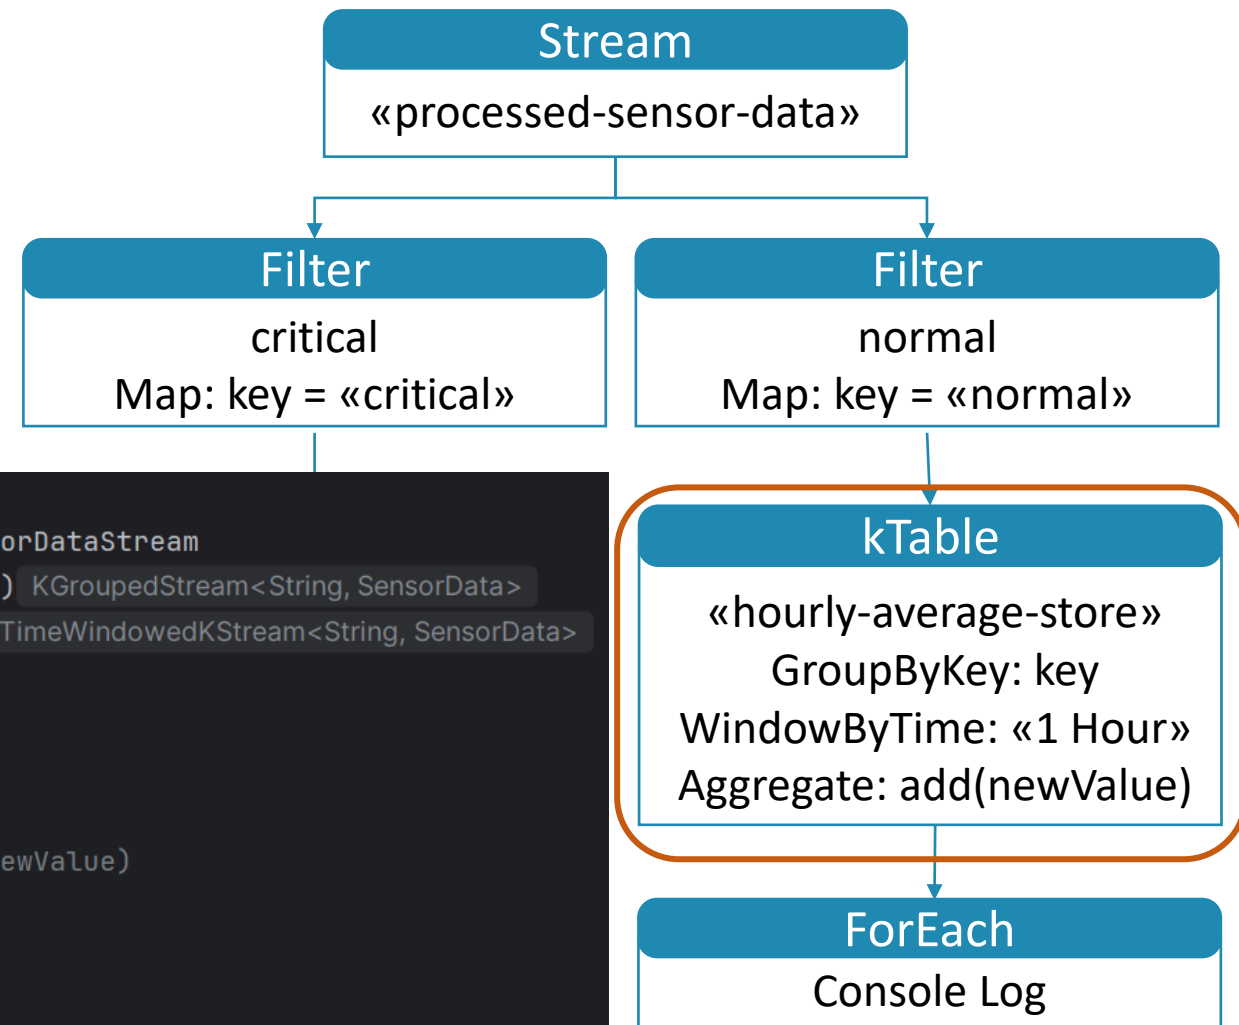 Stream
«processed-sensor-data»
Filter
critical
Map: key = «critical»
Filter
normal
Map: key = «normal»
orDataStream
) KGroupedStream<String, SensorData>
TimeWindowedKStream<String, SensorData>
ewValue)
kTable
«hourly-average-store»
GroupByKey: key
WindowByTime: «1 Hour»
Aggregate: add(newValue)
ForEach
Console Log